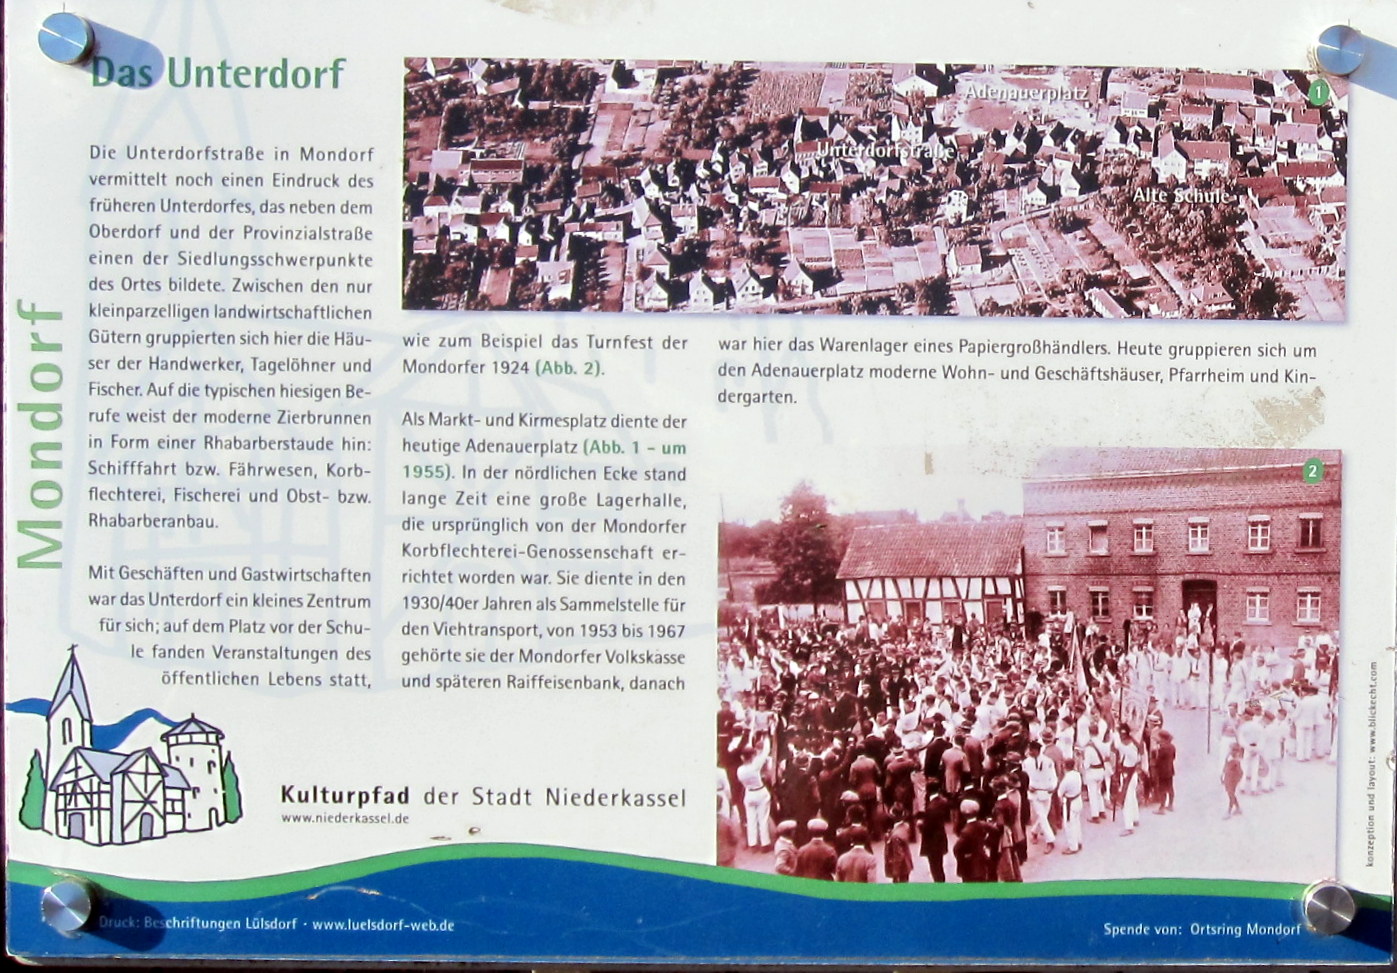 Das Unterdorf
Mondorf
Die Unterdorfstraße in Mondorf
vermittelt noch einen Eindruck des
früheren Unterdorfes, das neben dem
Oberdorf und der Provinzialstraße
einen der Siedlungsschwerpunkte
des Ortes bildete. Zwischen den nur
kleinparzelligen landwirtschaftlichen
Gütern gruppierten sich hier die Häu-
ser der Handwerker, Tagelöhner und
Fischer. Auf die typischen hiesigen Be-
rufe weist der moderne Zierbrunnen
in Form einer Rhabarberstaude hin:
Schifffahrt bzw. Fährwesen, Korb-
flechterei, Fischerei und Obst- bzw.
Rhabarberanbau.
Mit Geschäften und Gastwirtschaften
war das Unterdorf ein kleines Zentrum
für sich; auf dem Platz vor der Schu-
le fanden Veranstaltungen des
öffentlichen Lebens statt,
wie zum Beispiel das Turnfest der
Mondorfer 1924 (Abb. 2).
Als Markt- und Kirmesplatz diente der
heutige Adenauerplatz (Abb. 1 - um
1955). In der nördlichen Ecke stand
lange Zeit eine große Lagerhalle,
die ursprünglich von der Mondorfer
Korbflechterei-Genossenschaft er-
richtet worden war. Sie diente in den
1930/40er Jahren als Sammelstelle für
den Viehtransport, von 1953 bis 1967
gehörte sie der Mondorfer Volkskasse
und späteren Raiffeisenbank, danach
war hier das Warenlager eines Papiergroßhändlers. Heute gruppieren sich um
den Adenauerplatz moderne Wohn- und Geschäftshäuser, Pfarrheim und Kin-
dergarten.
Adenauerplatz
1
Unterdorfstraße
Alte Schule
2
Kulturpfad der Stadt Niederkassel
www.niederkassel.de
konzeption und layout: www.blickecht.com
Druck: Beschriftungen Lülsdorf · www.luelsdorf-web.de
Spende von: Ortsring Mondorf